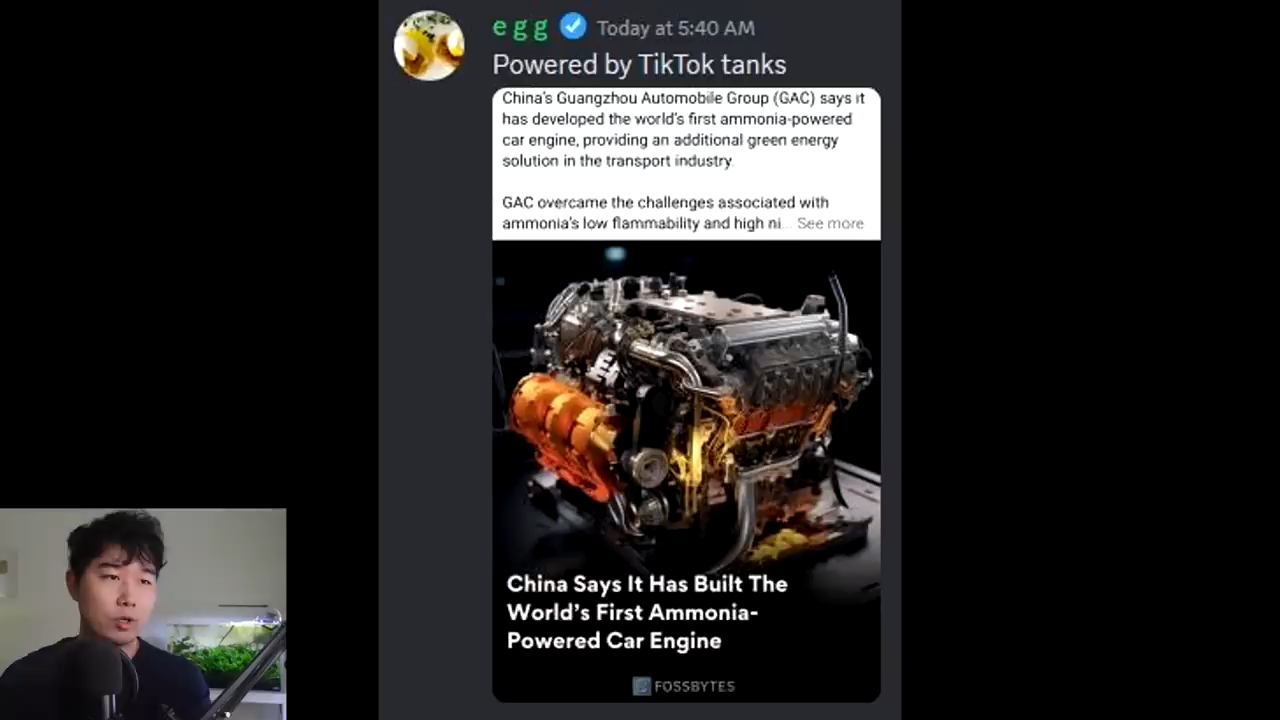 egg Today at 5:40 AM
Powered by TikTok tanks
China's Guangzhou Automobile Group (GAC) says it
has developed the world's first ammonia-powered
car engine, providing an additional green energy
solution in the transport industry.
GAC overcame the challenges associated with
ammonia's low flammability and high ni... See more
China Says It Has Built The
World's First Ammonia-
Powered Car Engine
FOSSBYTES